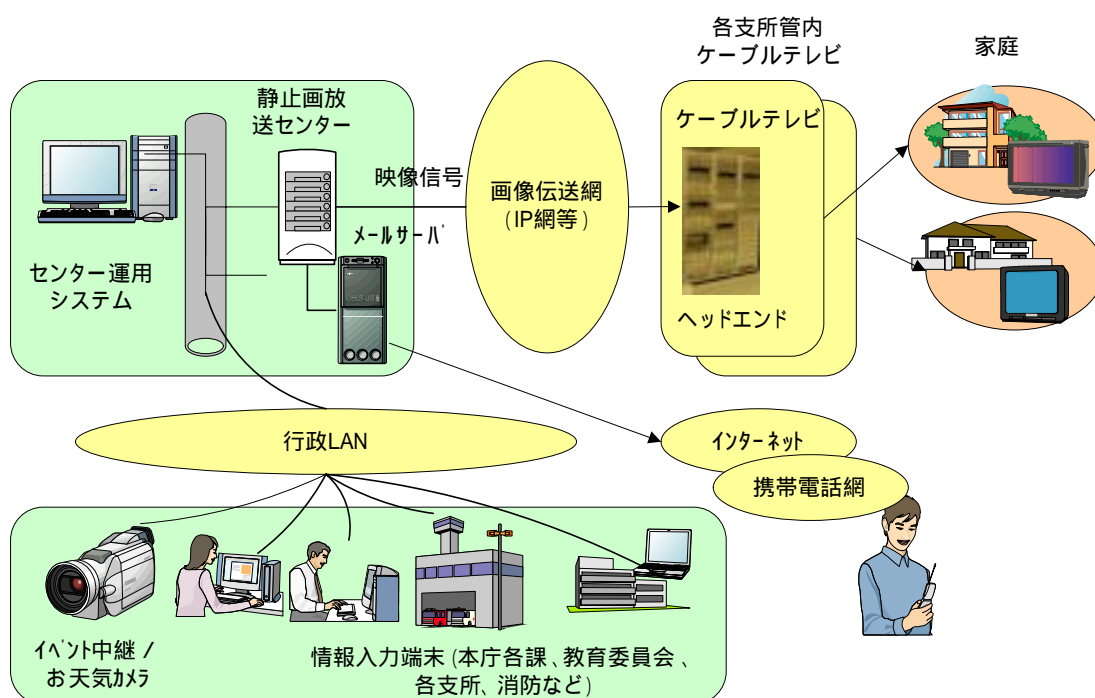 各支所管内
ケーブルテレビ
家庭
静止画放
送センター
ケーブルテレビ
映像信号
画像伝送網
(IP網等)
メールサーバ
センター運用
システム
ヘッドエンド
行政LAN
インターネット
携帯電話網
イベント中継/
お天気カメラ
情報入力端末(本庁各課、教育委員会、
各支所、消防など)